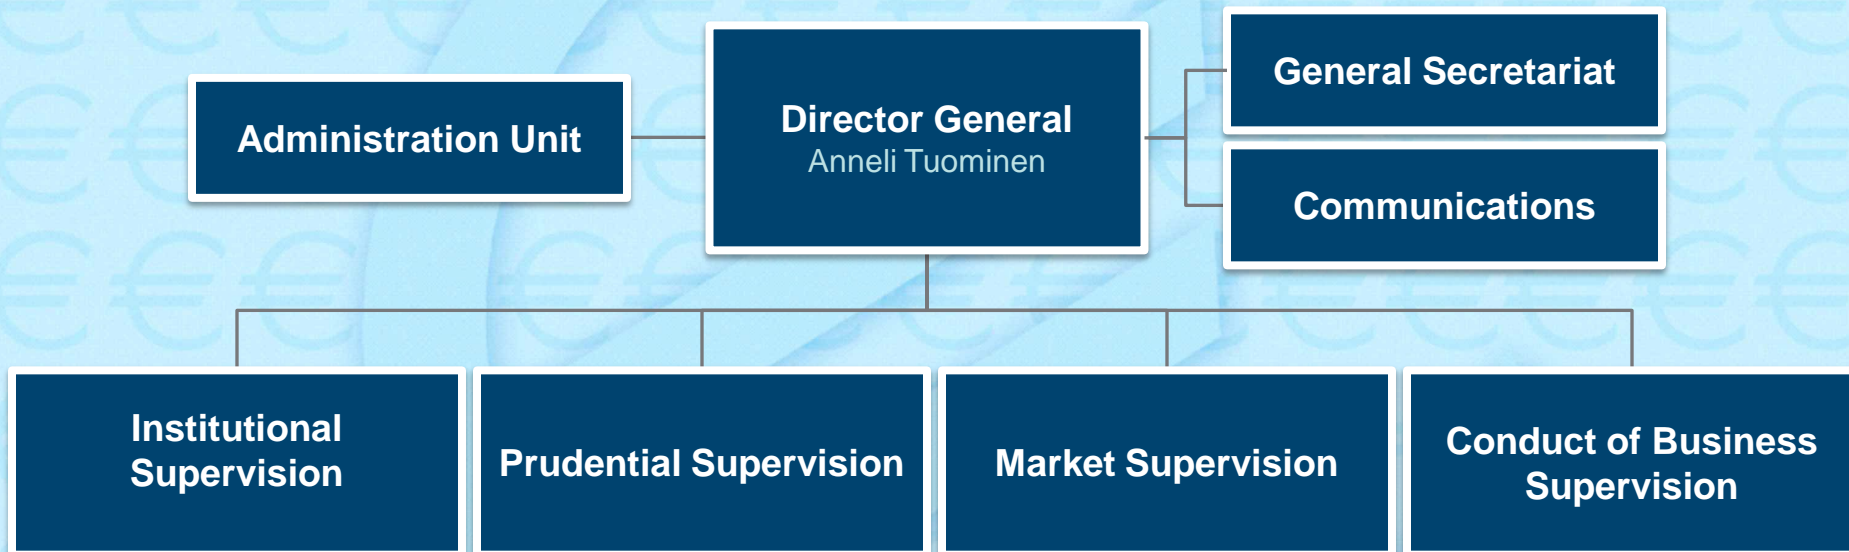 Administration Unit
Director General
Anneli Tuominen
General Secretariat
Communications
Institutional
Supervision
Prudential Supervision
Market Supervision
Conduct of Business
Supervision